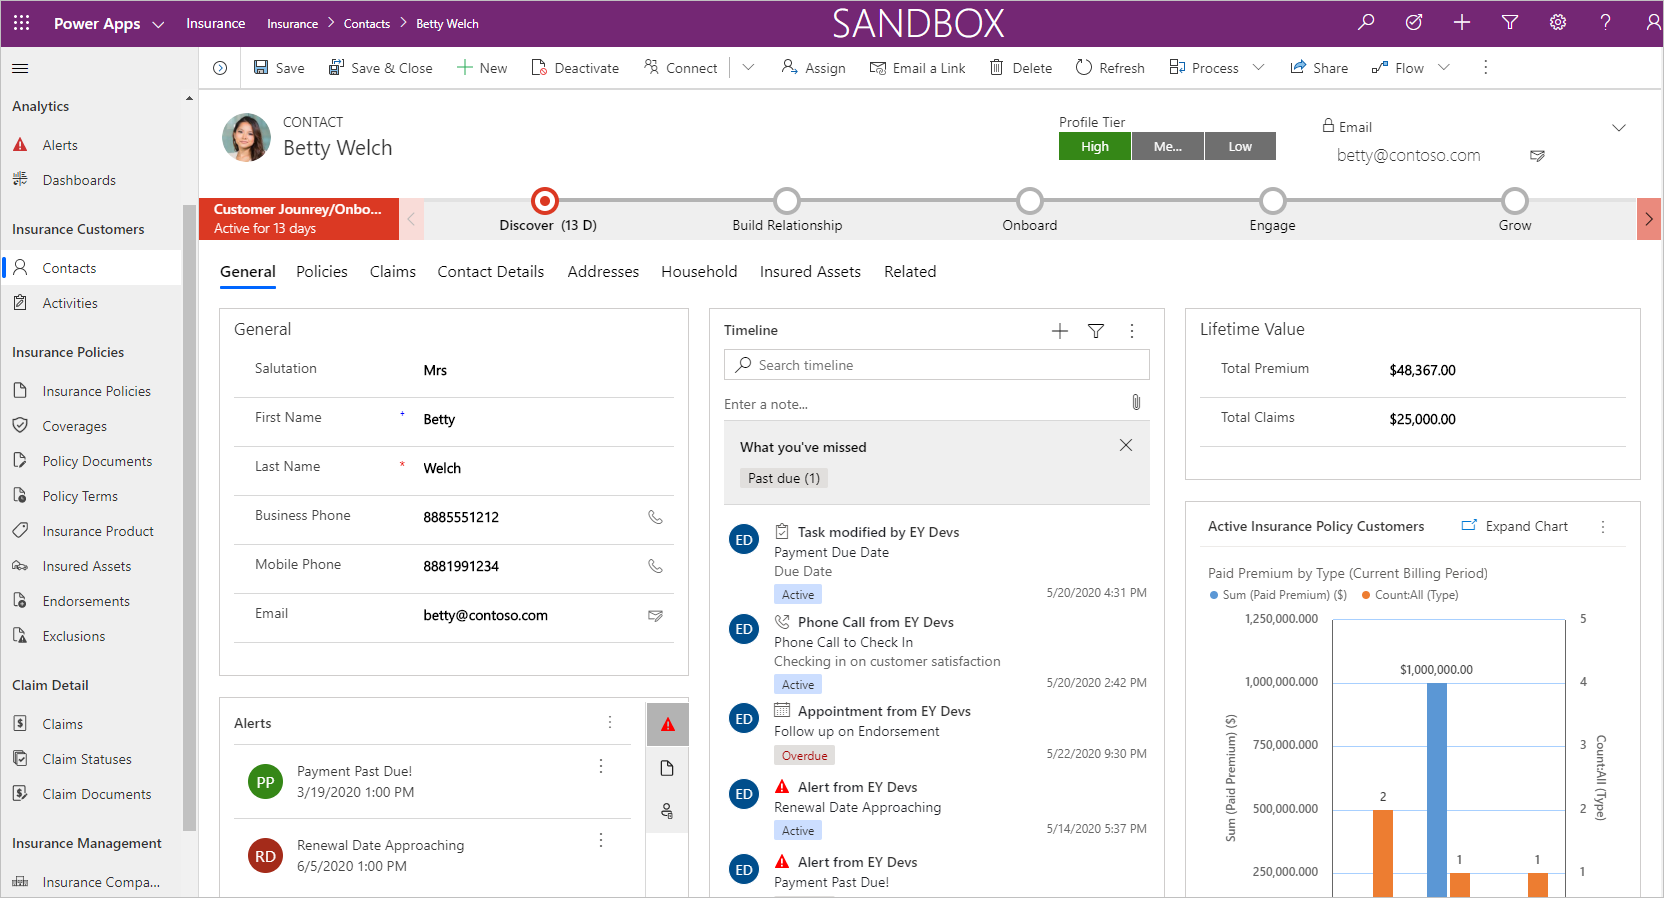 Power Apps
Insurance
Insurance > Contacts > Betty Welch
SANDBOX
?
Save
Save & Close
New
Deactivate
Connect
Assign
Email a Link
Delete
Refresh
Process
Share
Flow
Analytics
Alerts
Dashboards
Insurance Customers
Contacts
Activities
Insurance Policies
Insurance Policies
Coverages
Policy Documents
Policy Terms
Insurance Product
Insured Assets
Endorsements
Exclusions
Claim Detail
Claims
Claim Statuses
Claim Documents
Insurance Management
Insurance Compa...
CONTACT
Betty Welch
Profile Tier
High
Me...
Low
Email
betty@contoso.com
Customer Jounrey/Onbo...
Active for 13 days
Discover (13 D)
Build Relationship
Onboard
Engage
Grow
General
Policies
Claims
Contact Details
Addresses
Household
Insured Assets
Related
General
Salutation
Mrs
First Name
+
Betty
Last Name
*
Welch
Business Phone
8885551212
Mobile Phone
8881991234
Email
betty@contoso.com
Alerts
PP
Payment Past Due!
3/19/2020 1:00 PM
RD
Renewal Date Approaching
6/5/2020 1:00 PM
Timeline
Search timeline
Enter a note...
What you've missed
Past due (1)
ED
Task modified by EY Devs
Payment Due Date
Due Date
Active
5/20/2020 4:31 PM
ED
Phone Call from EY Devs
Phone Call to Check In
Checking in on customer satisfaction
Active
5/20/2020 2:42 PM
ED
Appointment from EY Devs
Follow up on Endorsement
Overdue
5/22/2020 9:30 PM
ED
Alert from EY Devs
Renewal Date Approaching
Active
5/14/2020 5:37 PM
ED
Alert from EY Devs
Payment Past Due!
Lifetime Value
Total Premium
$48,367.00
Total Claims
$25,000.00
Active Insurance Policy Customers
Expand Chart
Paid Premium by Type (Current Billing Period)
Sum (Paid Premium) ($)
Count:All (Type)
1,250,000.000
1,000,000.000
750,000.000
500,000.000
250,000.000
Sum (Paid Premium) ($)
$1,000,000.00
2
1
1
5
4
3
2
1
Count:All (Type)